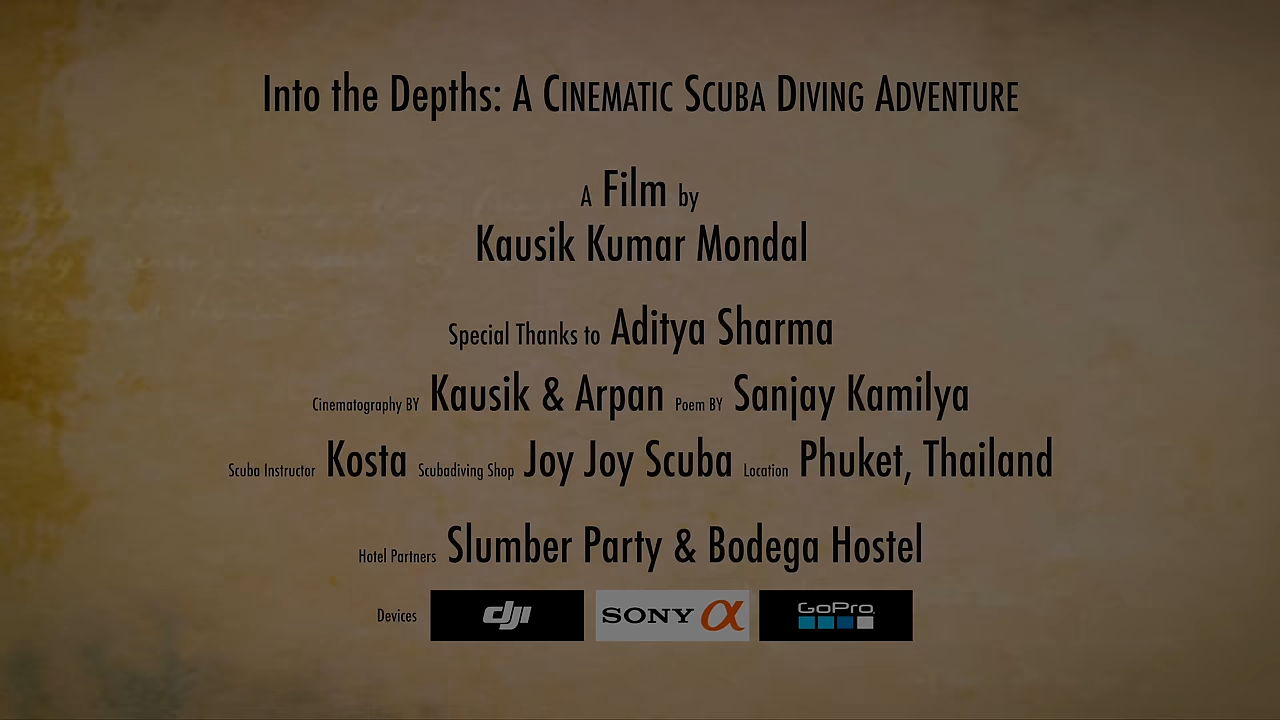 Into the Depths: A CINEMATIC SCUBA DIVING ADVENTURE
A Film by
Kausik Kumar Mondal
Special Thanks to Aditya Sharma
Cinematography BY Kausik & Arpan Poem BY Sanjay Kamilya
Scuba Instructor Kosta Scubadiving Shop Joy Joy Scuba Location Phuket, Thailand
Hotel Partners Slumber Party & Bodega Hostel
Devices dji SONY α GoPro